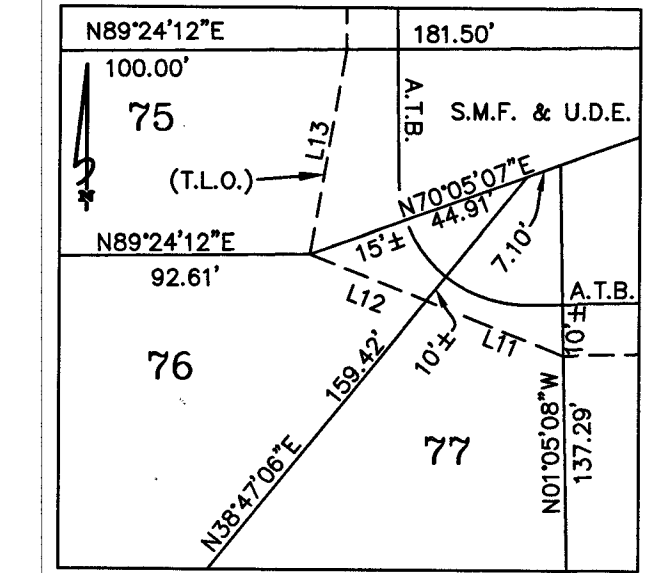 N89°24'12"E
181.50'
100.00'
75
A.T.B.
S.M.F. & U.D.E.
L13
(T.L.O.)
N70°05'07"E
44.91'
N89°24'12"E
15'±
7.10'
92.61'
L12
A.T.B.
10'±
10'±
L11
76
159.42'
77
N01°05'08"W
137.29'
N38°47'06"E